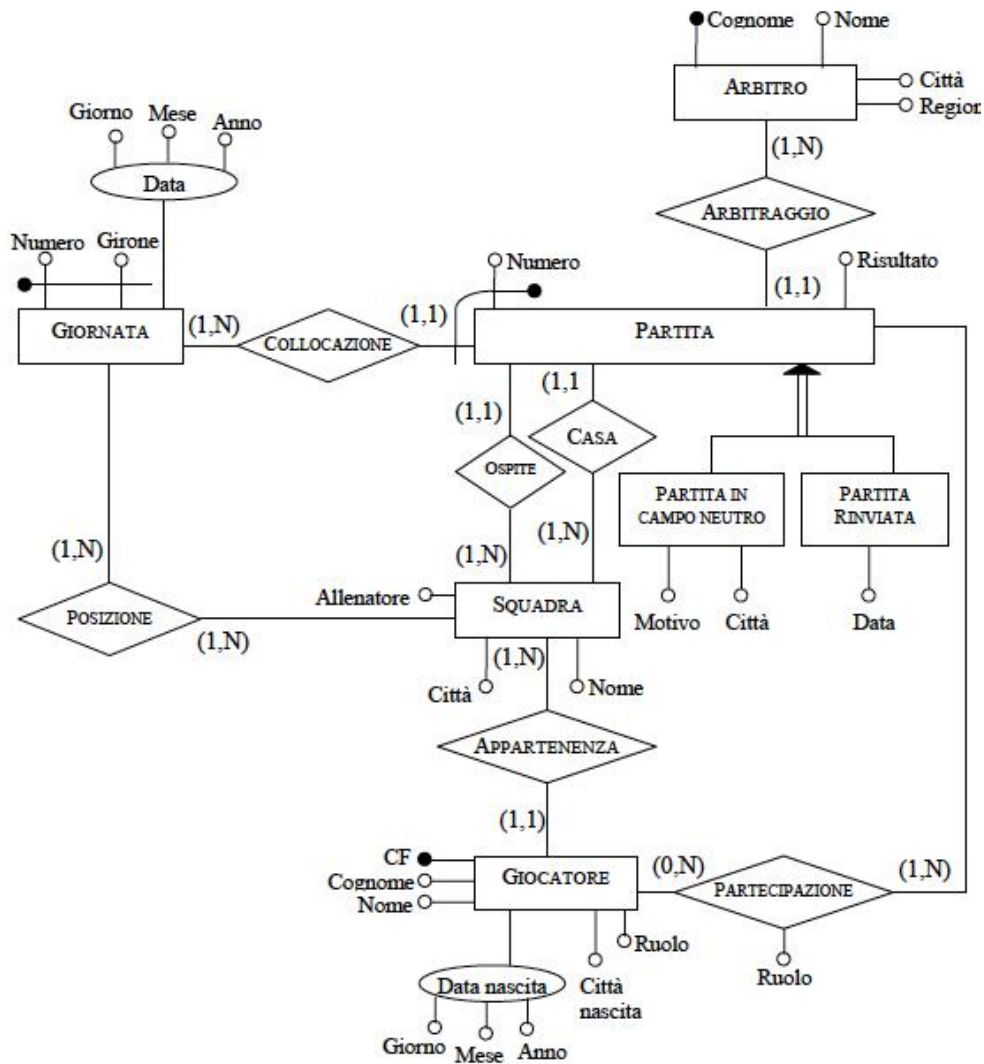 Cognome
Nome
ARBITRO
Città
Region
Giorno
Mese
Anno
Data
(1,N)
ARBITRAGGIO
Numero
Girone
Numero
Risultato
(1,1)
GIORNATA
(1,N)
COLLOCAZIONE
(1,1)
PARTITA
(1,1)
(1,1
OSPITE
CASA
PARTITA IN
CAMPO NEUTRO
PARTITA
RINVIATA
(1,N)
(1,N)
(1,N)
Motivo
Città
Data
POSIZIONE
(1,N)
Allenatore
SQUADRA
(1,N)
Città
Nome
APPARTENENZA
(1,1)
CF
Cognome
Nome
GIOCATORE
(0,N)
PARTECIPAZIONE
(1,N)
Ruolo
Ruolo
Data nascita
Città
nascita
Giorno
Mese
Anno